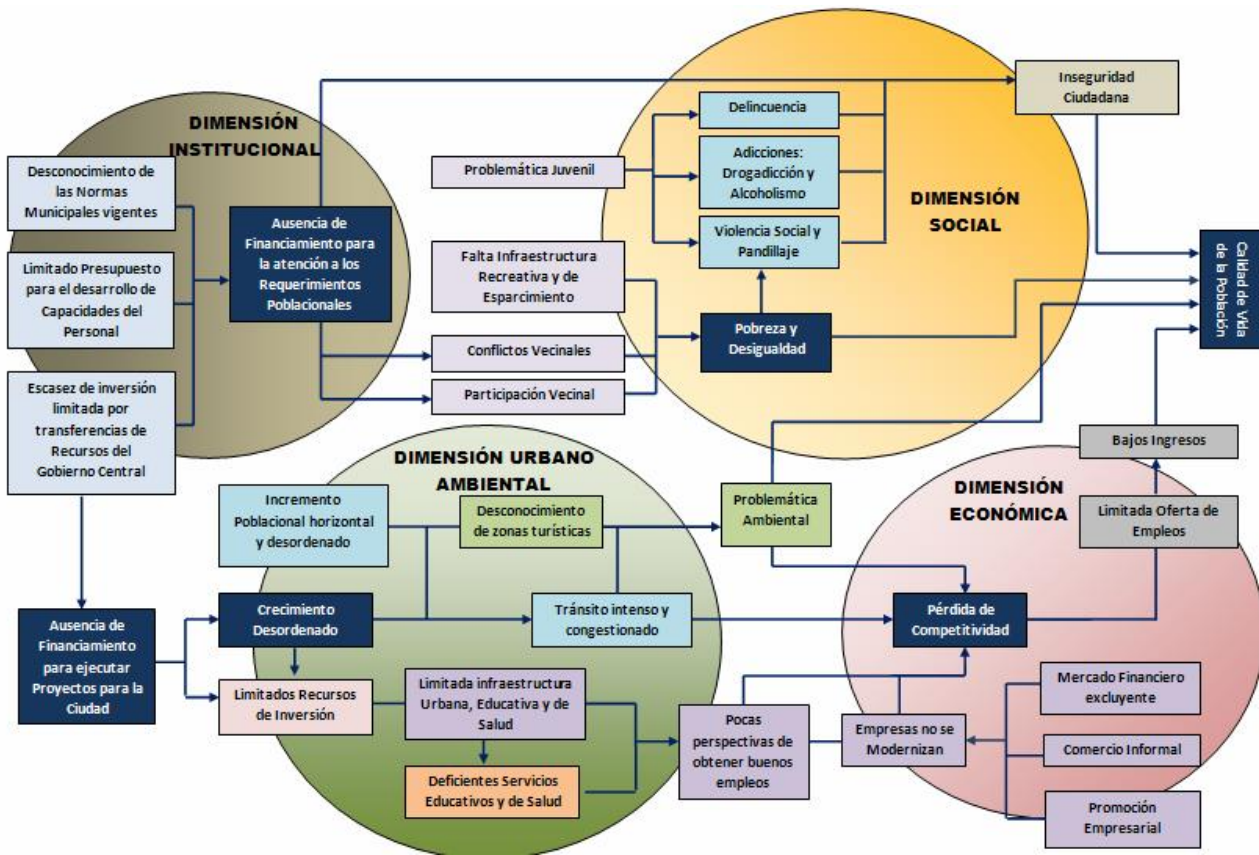 DIMENSIÓN
INSTITUCIONAL
Desconocimiento de
las Normas
Municipales vigentes
Limitado Presupuesto
para el desarrollo de
Capacidades del
Personal
Escasez de inversión
limitada por
transferencias de
Recursos del
Gobierno Central
Ausencia de
Financiamiento para
la atención a los
Requerimientos
Poblacionales
Problemática Juvenil
Falta Infraestructura
Recreativa y de
Esparcimiento
Conflictos Vecinales
Participación Vecinal
Delincuencia
Adicciones:
Drogadicción y
Alcoholismo
Violencia Social y
Pandillaje
Pobreza y
Desigualdad
DIMENSIÓN
SOCIAL
Inseguridad
Ciudadana
Calidad de Vida
de la Población
DIMENSIÓN URBANO
AMBIENTAL
Incremento
Poblacional horizontal
y desordenado
Desconocimiento
de zonas turísticas
Problemática
Ambiental
Ausencia de
Financiamiento
para ejecutar
Proyectos para la
Ciudad
Crecimiento
Desordenado
Tránsito intenso y
congestionado
Limitados Recursos
de Inversión
Limitada infraestructura
Urbana, Educativa y de
Salud
Deficientes Servicios
Educativos y de Salud
Pocas
perspectivas de
obtener buenos
empleos
DIMENSIÓN
ECONÓMICA
Bajos Ingresos
Limitada Oferta de
Empleos
Pérdida de
Competitividad
Empresas no se
Modernizan
Mercado Financiero
excluyente
Comercio Informal
Promoción
Empresarial